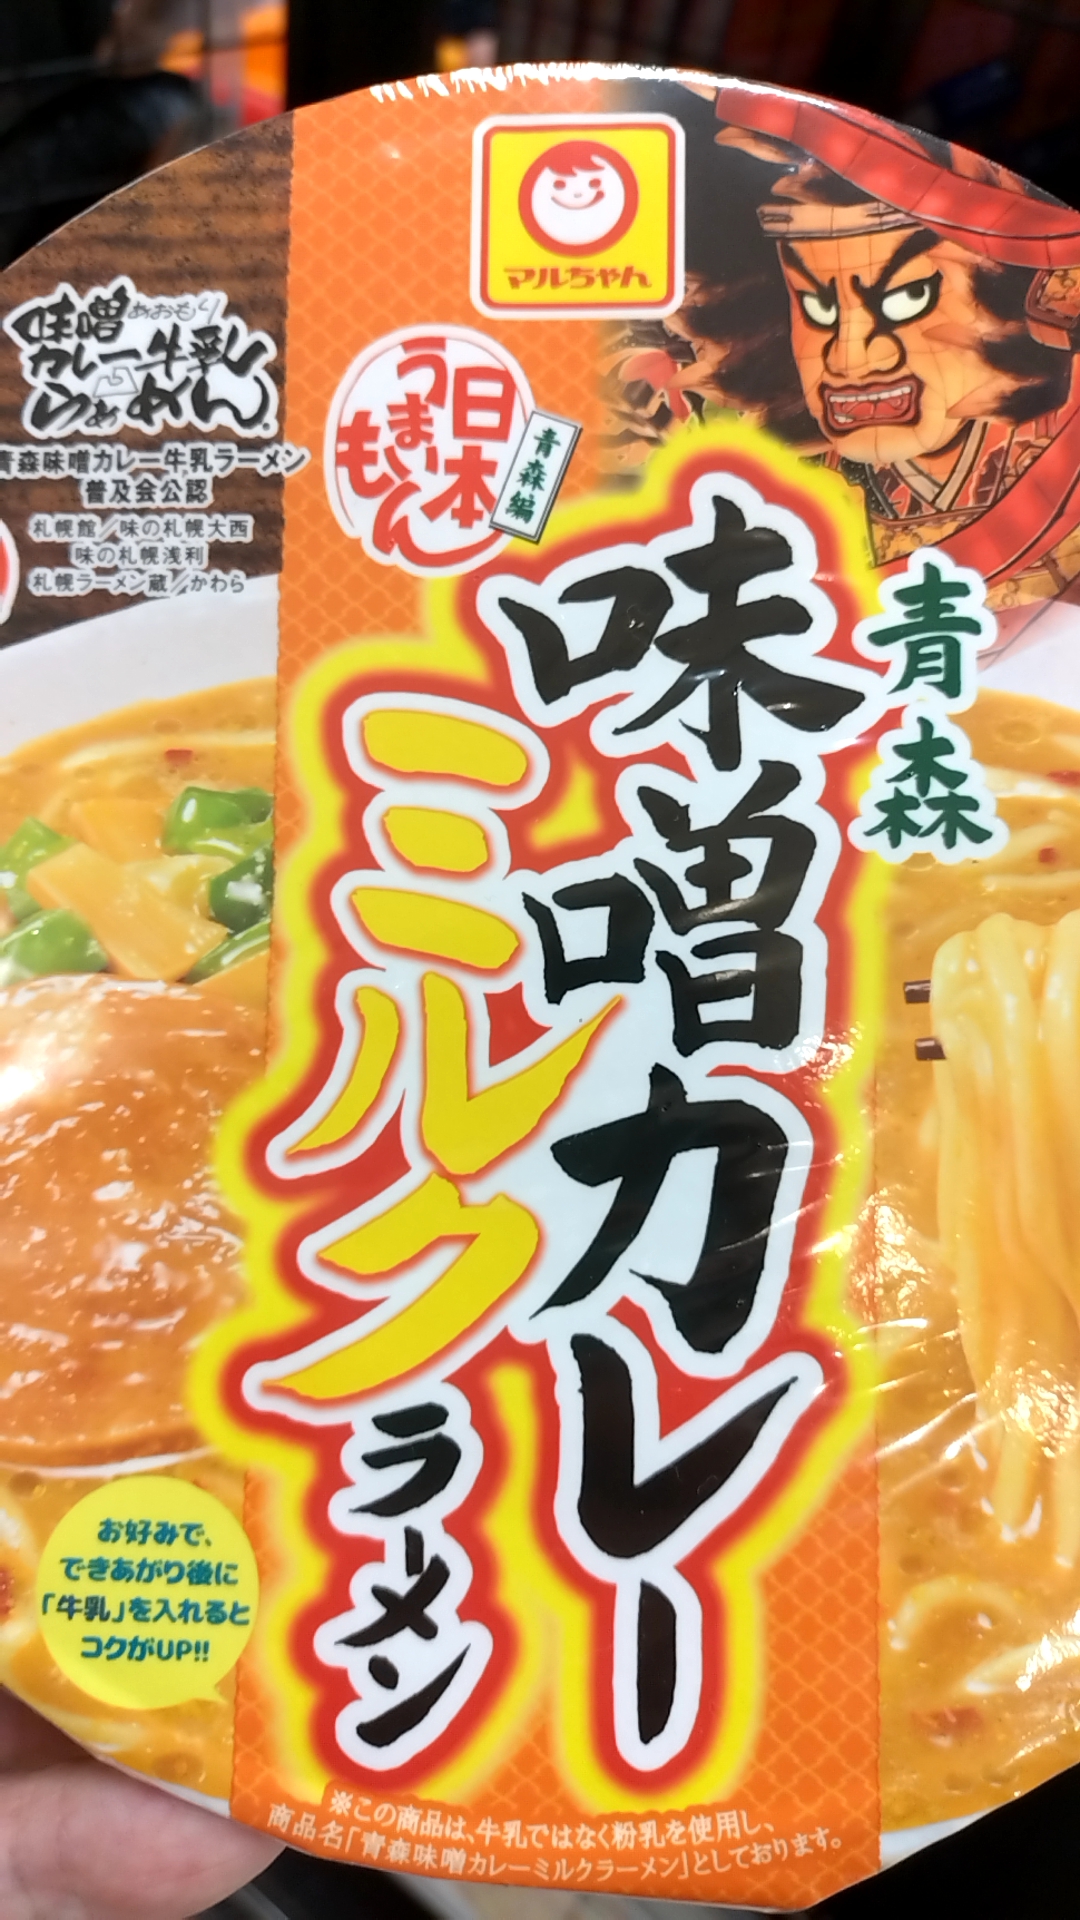 マルちゃん
味噌
あおもり
カレー牛乳
らぁめん
青森味噌カレー牛乳ラーメン
普及会公認
札幌館/味の札幌大西
味の札幌浅利
札幌ラーメン蔵/かわら
日本
うまいもん
青森編
青森
味噌カレー
ミルク
ラーメン
お好みで、
できあがり後に
「牛乳」を入れると
コクがUP!!
※この商品は、牛乳ではなく粉乳を使用し、
商品名「青森味噌カレーミルクラーメン」としております。